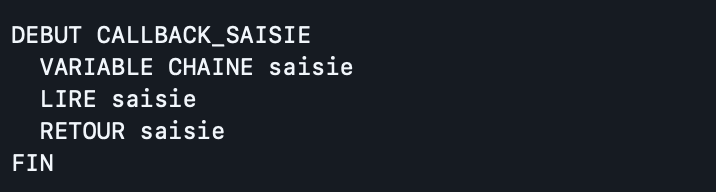 DEBUT CALLBACK_SAISIE
  VARIABLE CHAINE saisie
  LIRE saisie
  RETOUR saisie
FIN